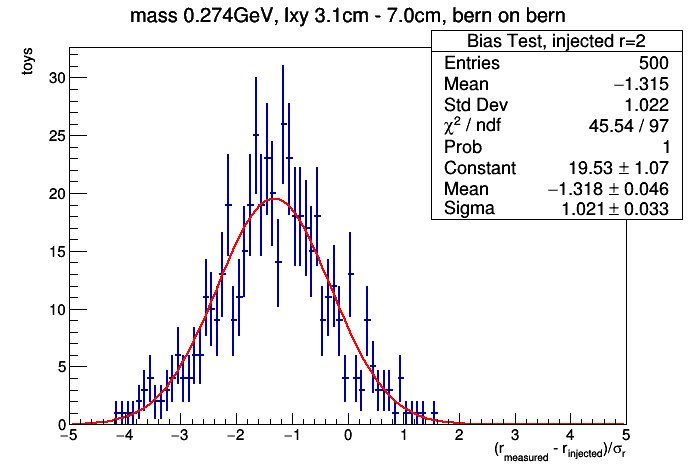 mass 0.274GeV, lxy 3.1cm - 7.0cm, bern on bern
toys
Bias Test, injected r=2
Entries 500
Mean −1.315
Std Dev 1.022
χ² / ndf 45.54 / 97
Prob 1
Constant 19.53 ± 1.07
Mean −1.318 ± 0.046
Sigma 1.021 ± 0.033
30
25
20
15
10
5
0
−5 −4 −3 −2 −1 0 1 2 3 4 5
(r_measured - r_injected)/σ_r